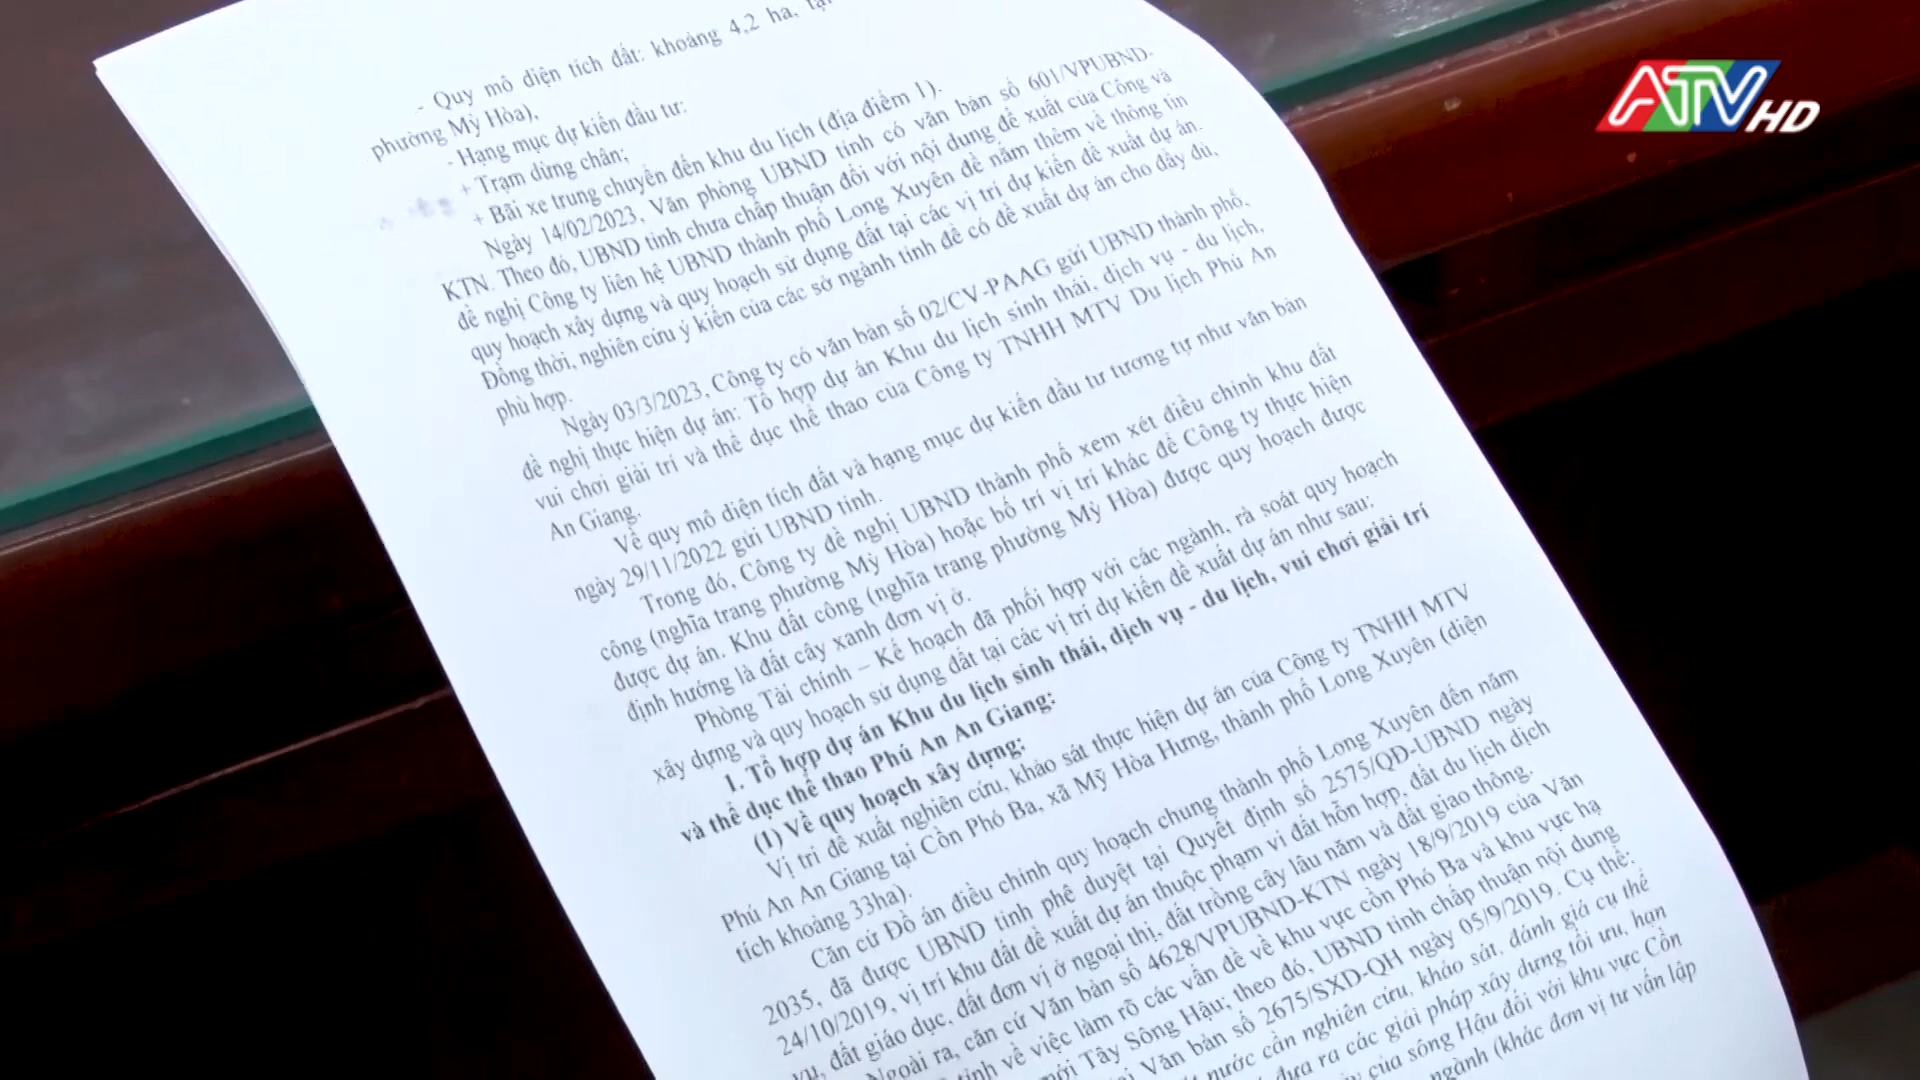 - Quy mô diện tích đất: khoảng 4,2 ha, tại
phường Mỹ Hòa),
- Hạng mục dự kiến đầu tư:
+ Trạm dừng chân;
+ Bãi xe trung chuyển đến khu du lịch (địa điểm 1).
Ngày 14/02/2023, Văn phòng UBND tỉnh có văn bản số 601/VPUBND-
KTN. Theo đó, UBND tỉnh chưa chấp thuận đối với nội dung đề xuất của Công và
đề nghị Công ty liên hệ UBND thành phố Long Xuyên để nắm thêm về thông tin
quy hoạch xây dựng và quy hoạch sử dụng đất tại các vị trí dự kiến đề xuất dự án.
Đồng thời, nghiên cứu ý kiến của các sở ngành tỉnh để có đề xuất dự án cho đầy đủ,
phù hợp.
Ngày 03/3/2023, Công ty có văn bản số 02/CV-PAAG gửi UBND thành phố,
đề nghị thực hiện dự án: Tổ hợp dự án Khu du lịch sinh thái, dịch vụ - du lịch,
vui chơi giải trí và thể dục thể thao của Công ty TNHH MTV Du lịch Phú An
An Giang.
Về quy mô diện tích đất và hạng mục dự kiến đầu tư tương tự như văn bản
ngày 29/11/2022 gửi UBND tỉnh.
Trong đó, Công ty đề nghị UBND thành phố xem xét điều chỉnh khu đất
công (nghĩa trang phường Mỹ Hòa) hoặc bố trí vị trí khác để Công ty thực hiện
được dự án. Khu đất công (nghĩa trang phường Mỹ Hòa) được quy hoạch được
định hướng là đất cây xanh đơn vị ở.
Phòng Tài chính – Kế hoạch đã phối hợp với các ngành, rà soát quy hoạch
xây dựng và quy hoạch sử dụng đất tại các vị trí dự kiến đề xuất dự án như sau:
1. Tổ hợp dự án Khu du lịch sinh thái, dịch vụ - du lịch, vui chơi giải trí
và thể dục thể thao Phú An An Giang:
(1) Về quy hoạch xây dựng:
Vị trí đề xuất nghiên cứu, khảo sát thực hiện dự án của Công ty TNHH MTV
Phú An An Giang tại Cồn Phó Ba, xã Mỹ Hòa Hưng, thành phố Long Xuyên (diện
tích khoảng 33ha).
Căn cứ Đồ án điều chỉnh quy hoạch chung thành phố Long Xuyên đến năm
2035, đã được UBND tỉnh phê duyệt tại Quyết định số 2575/QĐ-UBND ngày
24/10/2019, vị trí khu đất đề xuất dự án thuộc phạm vi đất hỗn hợp, đất du lịch dịch
vụ, đất giáo dục, đất đơn vị ở ngoại thị, đất trồng cây lâu năm và đất giao thông.
Ngoài ra, căn cứ Văn bản số 4628/VPUBND-KTN ngày 18/9/2019 của Văn
tỉnh về việc làm rõ các vấn đề về khu vực cồn Phó Ba và khu vực hạ
mới Tây Sông Hậu; theo đó, UBND tỉnh chấp thuận nội dung
Văn bản số 2675/SXD-QH ngày 05/9/2019. Cụ thể:
nước cần nghiên cứu, khảo sát, đánh giá cụ thể
đưa ra các giải pháp xây dựng tối ưu, hạn
của sông Hậu đối với khu vực Cồn
ngành (khác đơn vị tư vấn lập
ATV HD